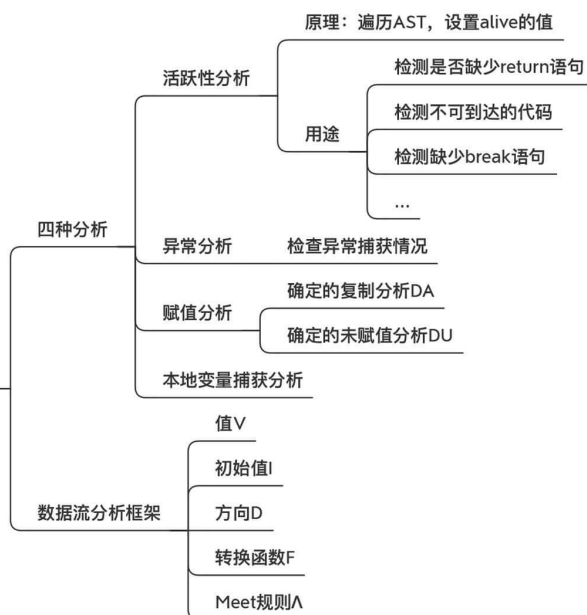 原理：遍历AST，设置alive的值
活跃性分析
检测是否缺少return语句
用途
检测不可到达的代码
检测缺少break语句
...
四种分析
异常分析
检查异常捕获情况
赋值分析
确定的复制分析DA
确定的未赋值分析DU
本地变量捕获分析
数据流分析框架
值V
初始值I
方向D
转换函数F
Meet规则Λ